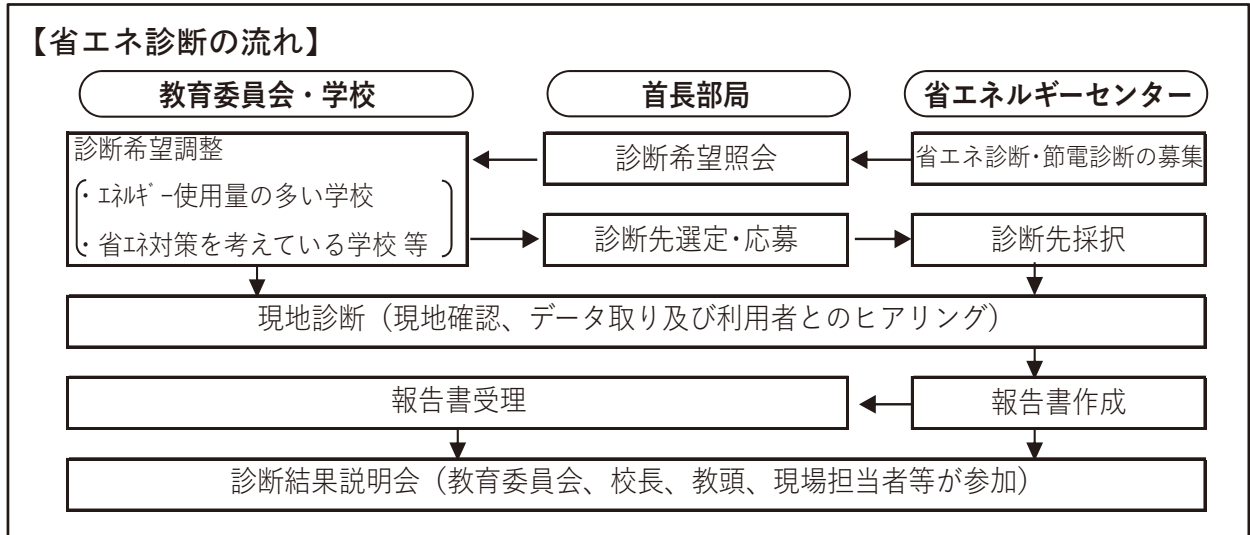 【省エネ診断の流れ】
教育委員会・学校
首長部局
省エネルギーセンター
診断希望調整
・ｴﾈﾙｷﾞｰ使用量の多い学校
・省ｴﾈ対策を考えている学校 等
診断希望照会
省エネ診断・節電診断の募集
診断先選定・応募
診断先採択
現地診断（現地確認、データ取り及び利用者とのヒアリング）
報告書受理
報告書作成
診断結果説明会（教育委員会、校長、教頭、現場担当者等が参加）